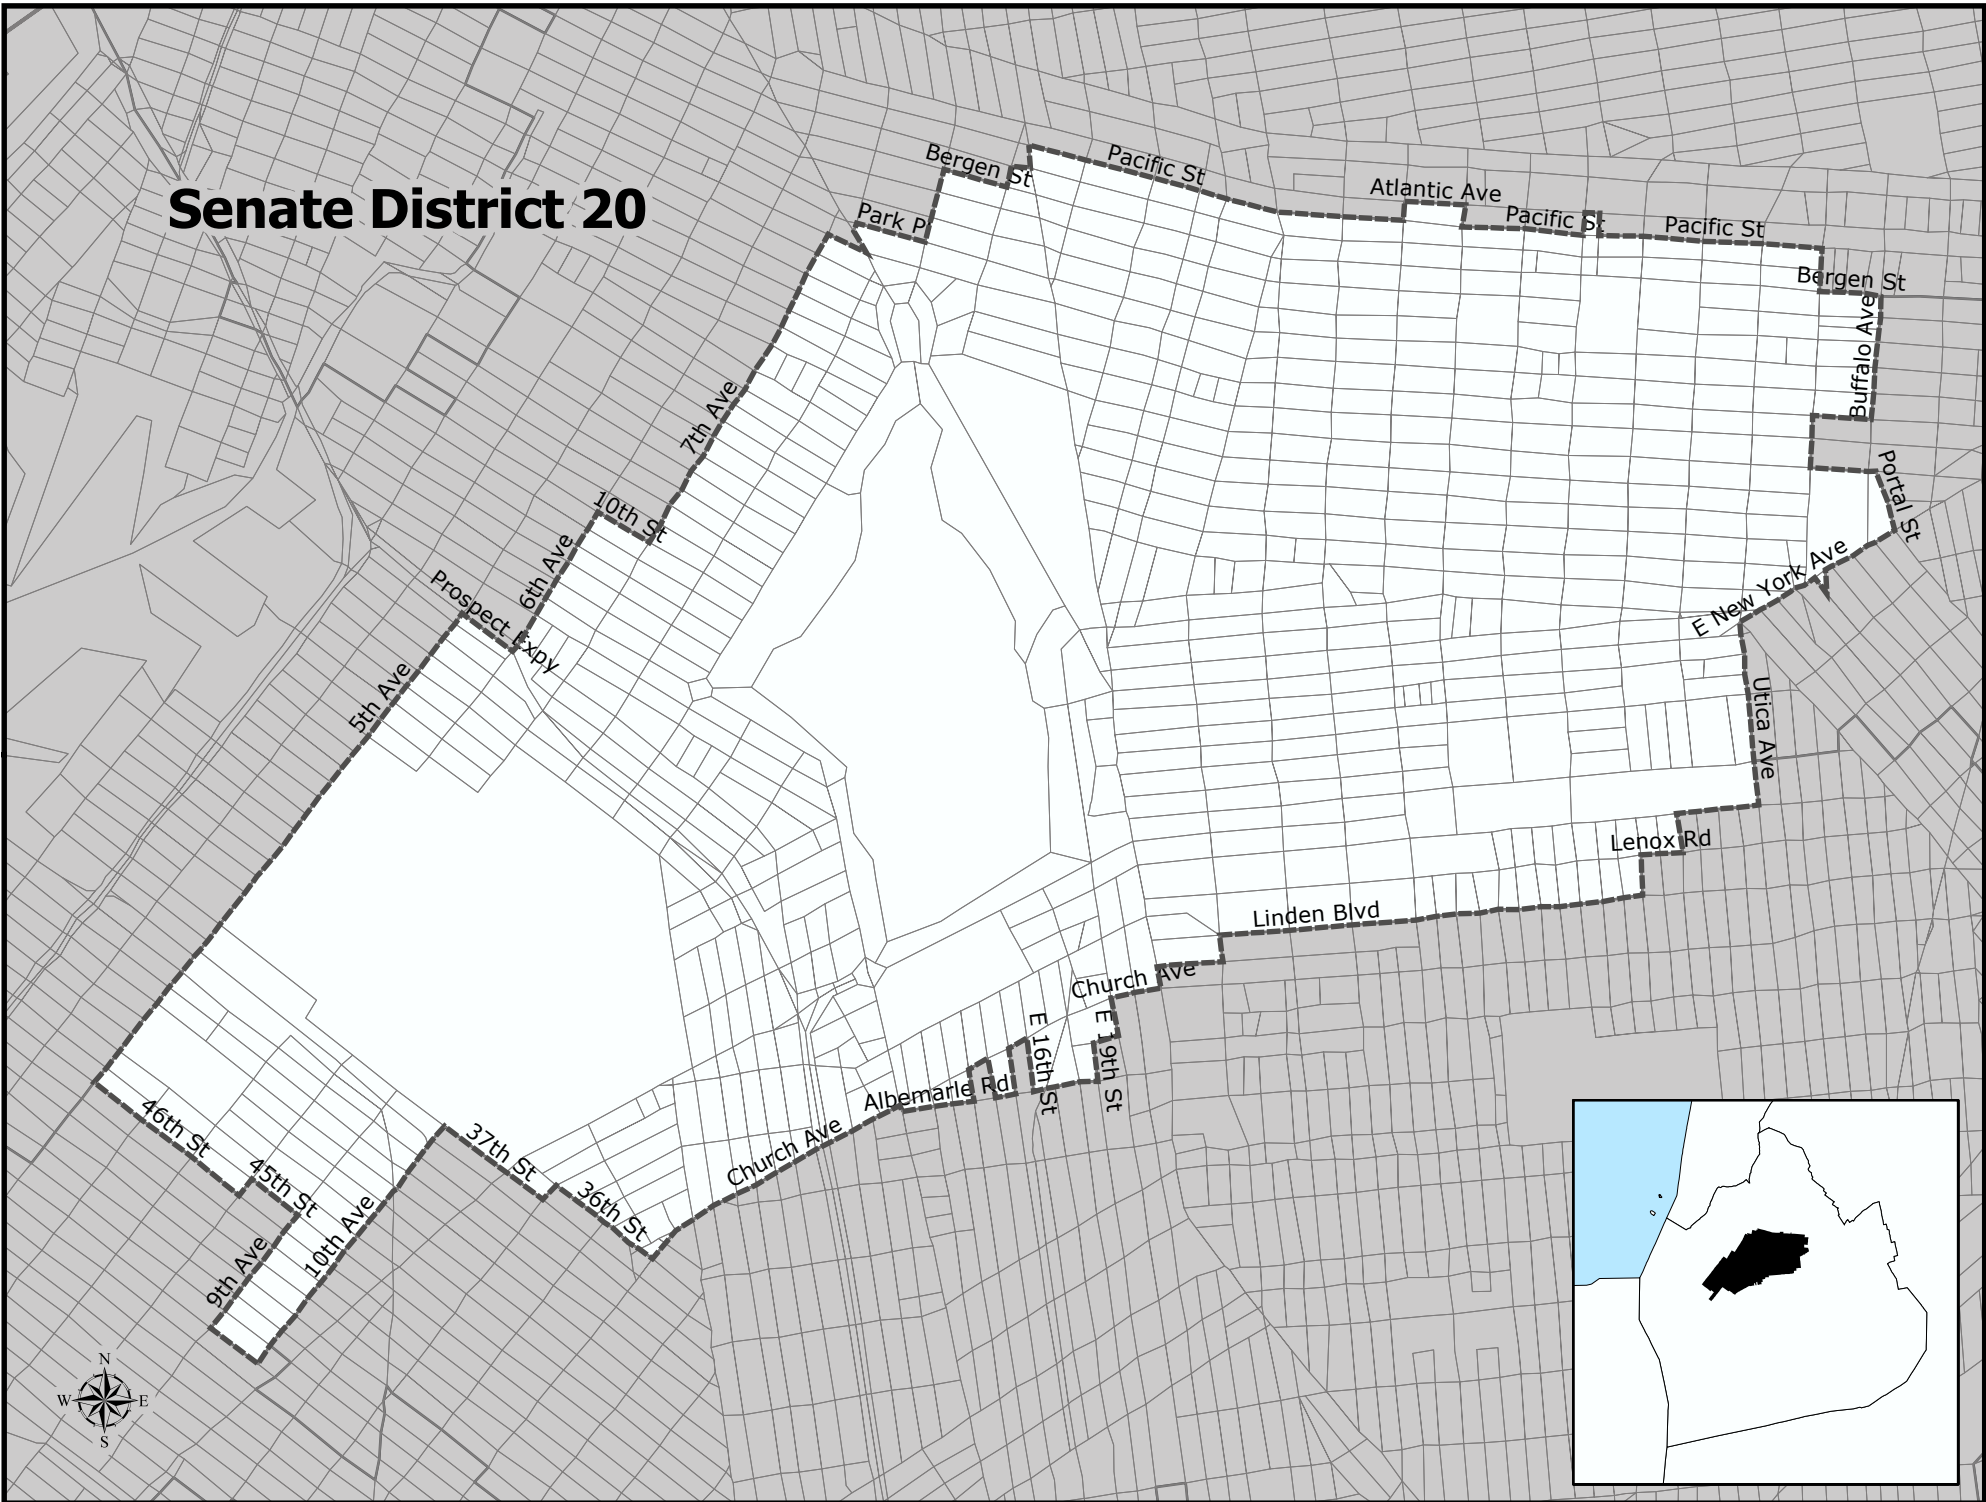 Senate District 20
Bergen St
Pacific St
Park P
Atlantic Ave
Pacific St
Pacific St
Bergen St
Buffalo Ave
7th Ave
Portal St
10th St
6th Ave
E New York Ave
Prospect Expy
5th Ave
Utica Ave
Lenox Rd
Linden Blvd
Church Ave
E 16th St
E 19th St
Albemarle Rd
Church Ave
46th St
37th St
45th St
36th St
10th Ave
9th Ave
N
W E
S